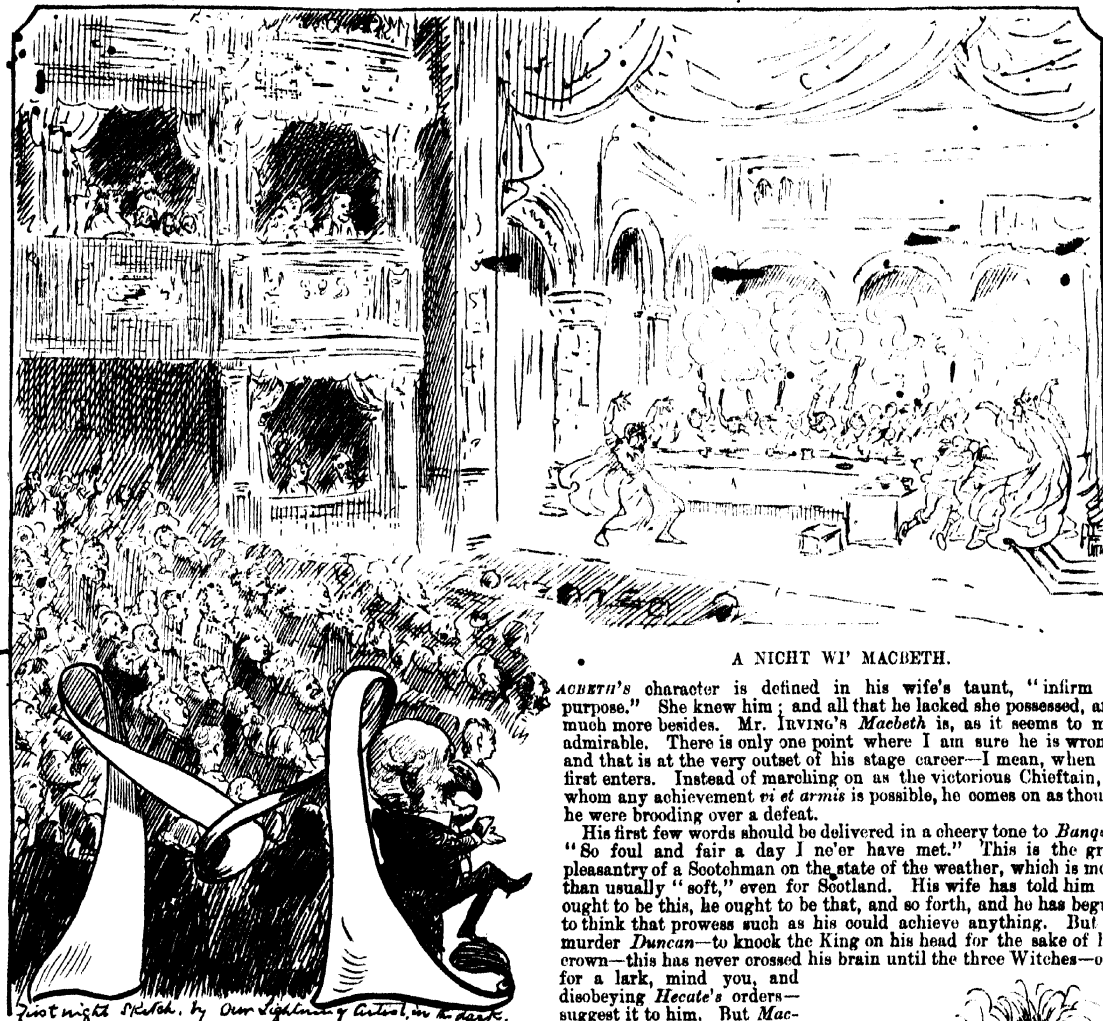 A NICHT WI' MACBETH.
MACBETH'S character is defined in his wife's taunt, "infirm
purpose." She knew him; and all that he lacked she possessed,
much more besides. Mr. IRVING'S Macbeth is, as it seems to
admirable. There is only one point where I am sure he is
and that is at the very outset of his stage career—I mean, when
first enters. Instead of marching on as the victorious Chieftain,
whom any achievement vi et armis is possible, he comes on as
he were brooding over a defeat.
His first few words should be delivered in a cheery tone to
"So foul and fair a day I ne'er have met." This is the
pleasantry of a Scotchman on the state of the weather, which is
than usually "soft," even for Scotland. His wife has told him
ought to be this, he ought to be that, and so forth, and he has
to think that prowess such as his could achieve anything. But
murder Duncan—to knock the King on his head for the sake of
crown—this has never crossed his brain until the three Witches—
for a lark, mind you, and
disobeying Hecate's orders—
suggest it to him. But Mac-
First night Sketch, by Our Lightning Artist, in the dark.